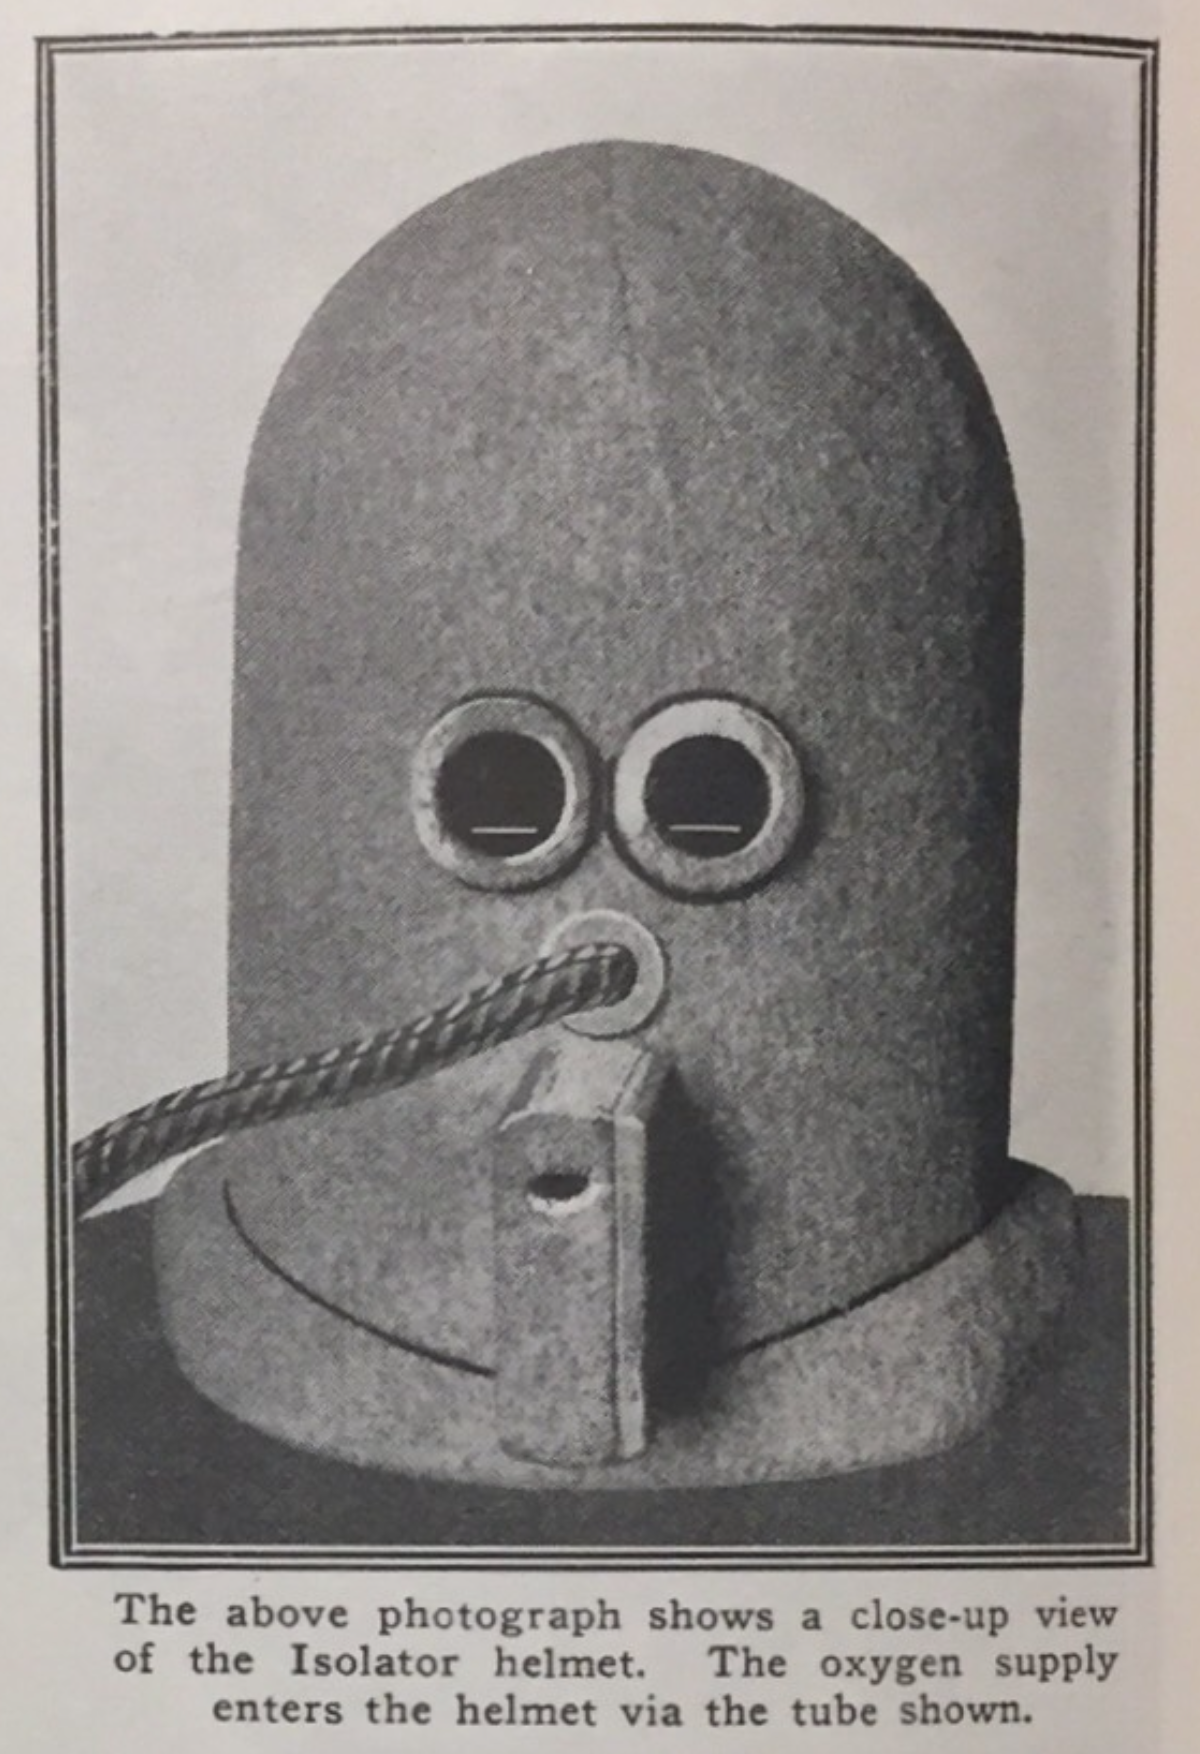 The above photograph shows a close-up view
of the Isolator helmet. The oxygen supply
enters the helmet via the tube shown.